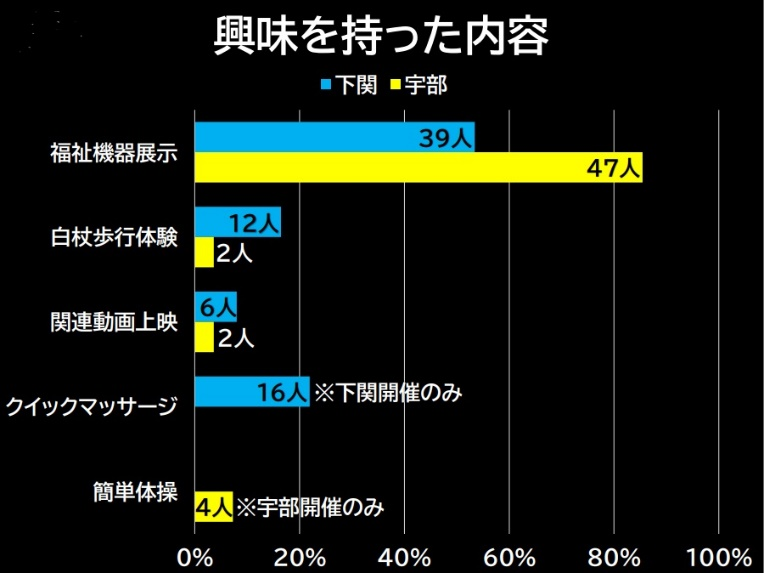 興味を持った内容
下関 宇部
福祉機器展示
39人
47人
白杖歩行体験
12人
2人
関連動画上映
6人
2人
クイックマッサージ
16人 ※下関開催のみ
簡単体操
4人 ※宇部開催のみ
0% 20% 40% 60% 80% 100%